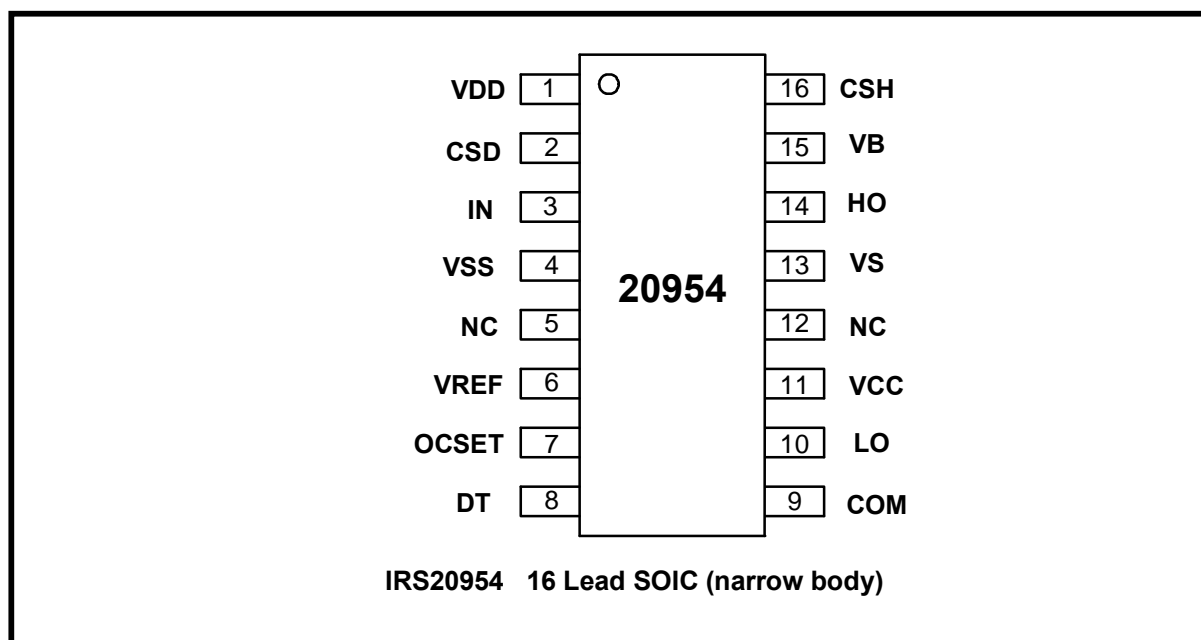 VDD 1 16 CSH
CSD 2 15 VB
IN 3 14 HO
VSS 4 13 VS
20954
NC 5 12 NC
VREF 6 11 VCC
OCSET 7 10 LO
DT 8 9 COM
IRS20954 16 Lead SOIC (narrow body)